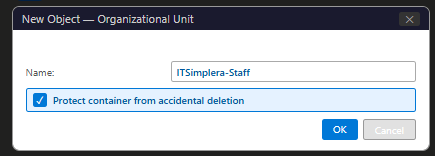 New Object — Organizational Unit
Name:
ITSimplera-Staff
Protect container from accidental deletion
OK
Cancel